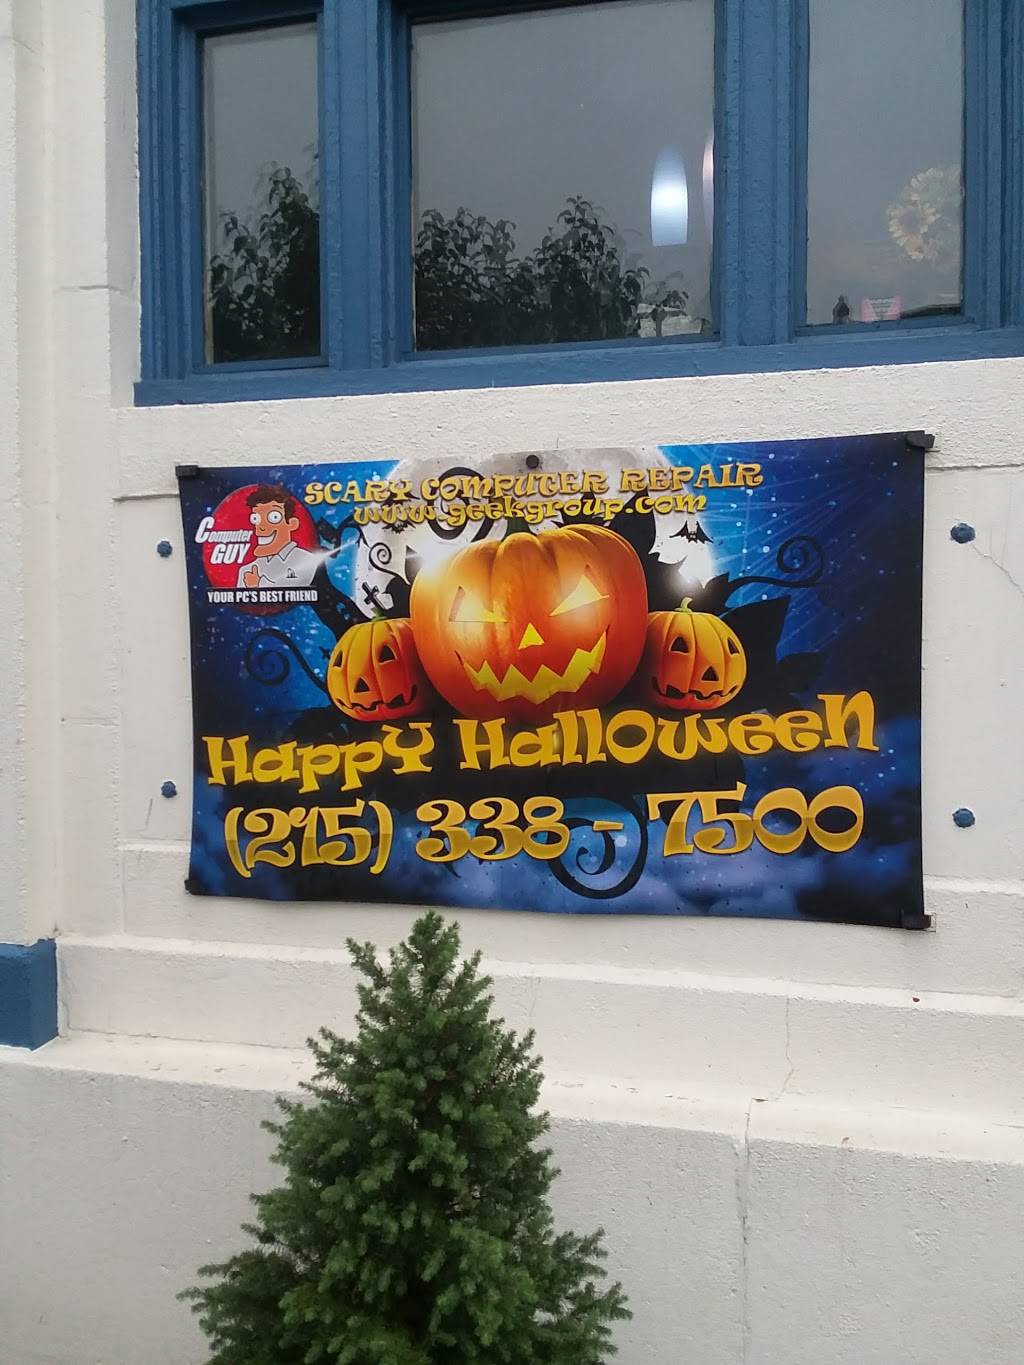 SCARY COMPUTER REPAIR
www.geekgroup.com
Computer
GUY
YOUR PC'S BEST FRIEND
HappY HallOweeN
(215) 338 - 7500